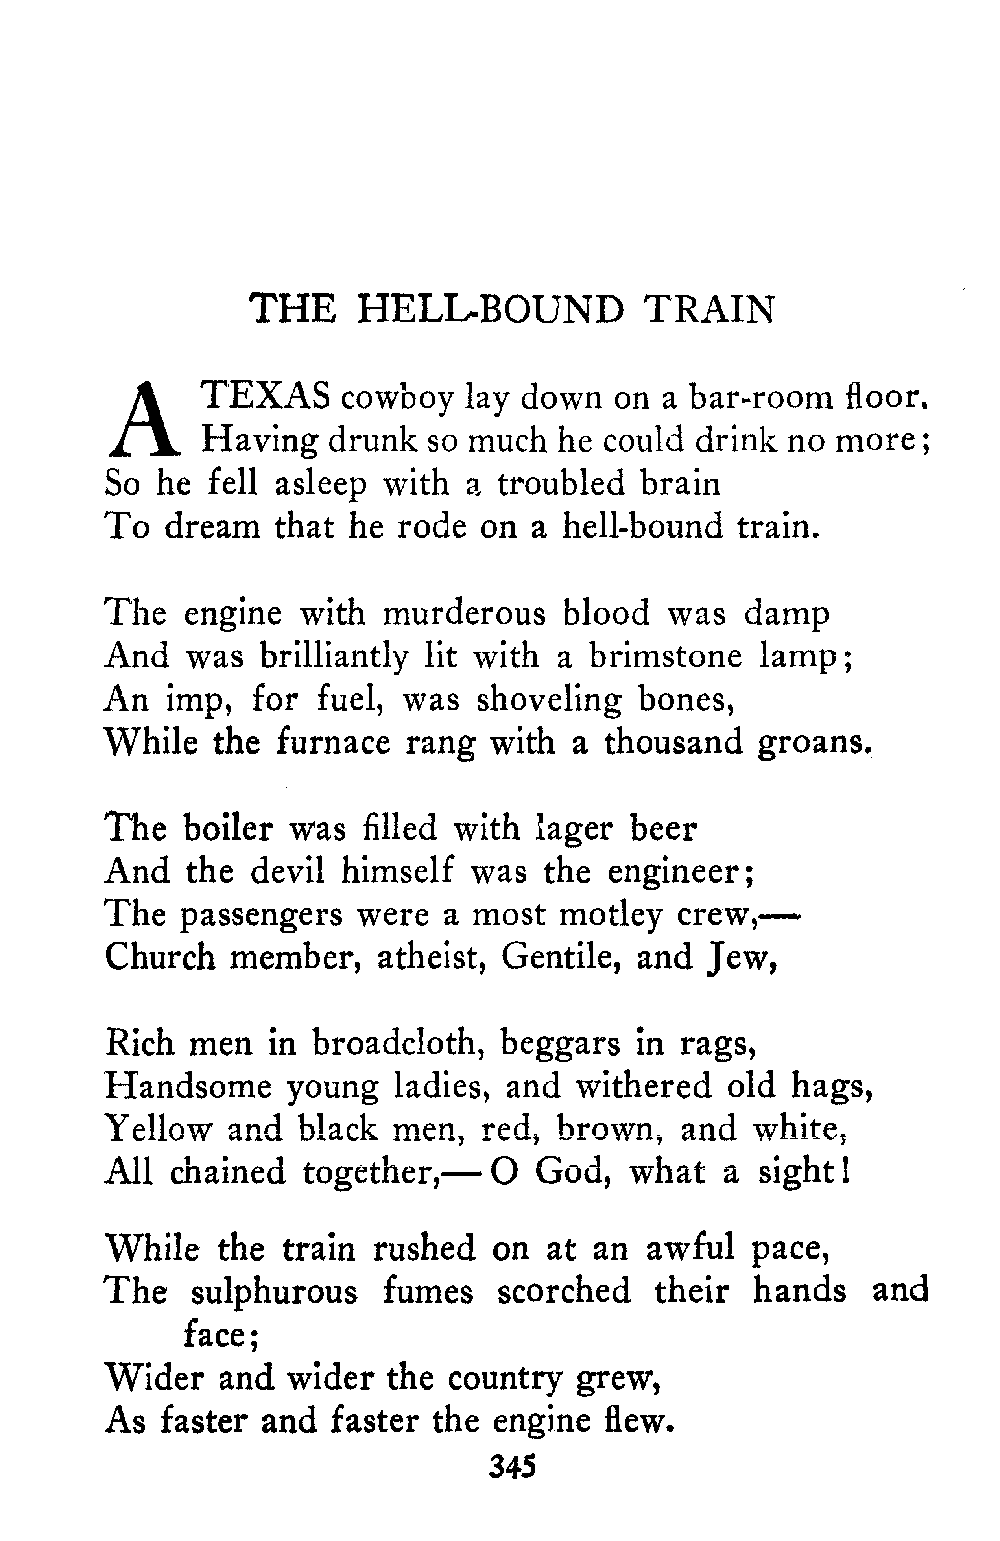 THE HELL-BOUND TRAIN
A TEXAS cowboy lay down on a bar-room floor.
Having drunk so much he could drink no more;
So he fell asleep with a troubled brain
To dream that he rode on a hell-bound train.
The engine with murderous blood was damp
And was brilliantly lit with a brimstone lamp;
An imp, for fuel, was shoveling bones,
While the furnace rang with a thousand groans.
The boiler was filled with lager beer
And the devil himself was the engineer;
The passengers were a most motley crew,—
Church member, atheist, Gentile, and Jew,
Rich men in broadcloth, beggars in rags,
Handsome young ladies, and withered old hags,
Yellow and black men, red, brown, and white,
All chained together,—O God, what a sight!
While the train rushed on at an awful pace,
The sulphurous fumes scorched their hands and
face;
Wider and wider the country grew,
As faster and faster the engine flew.
345